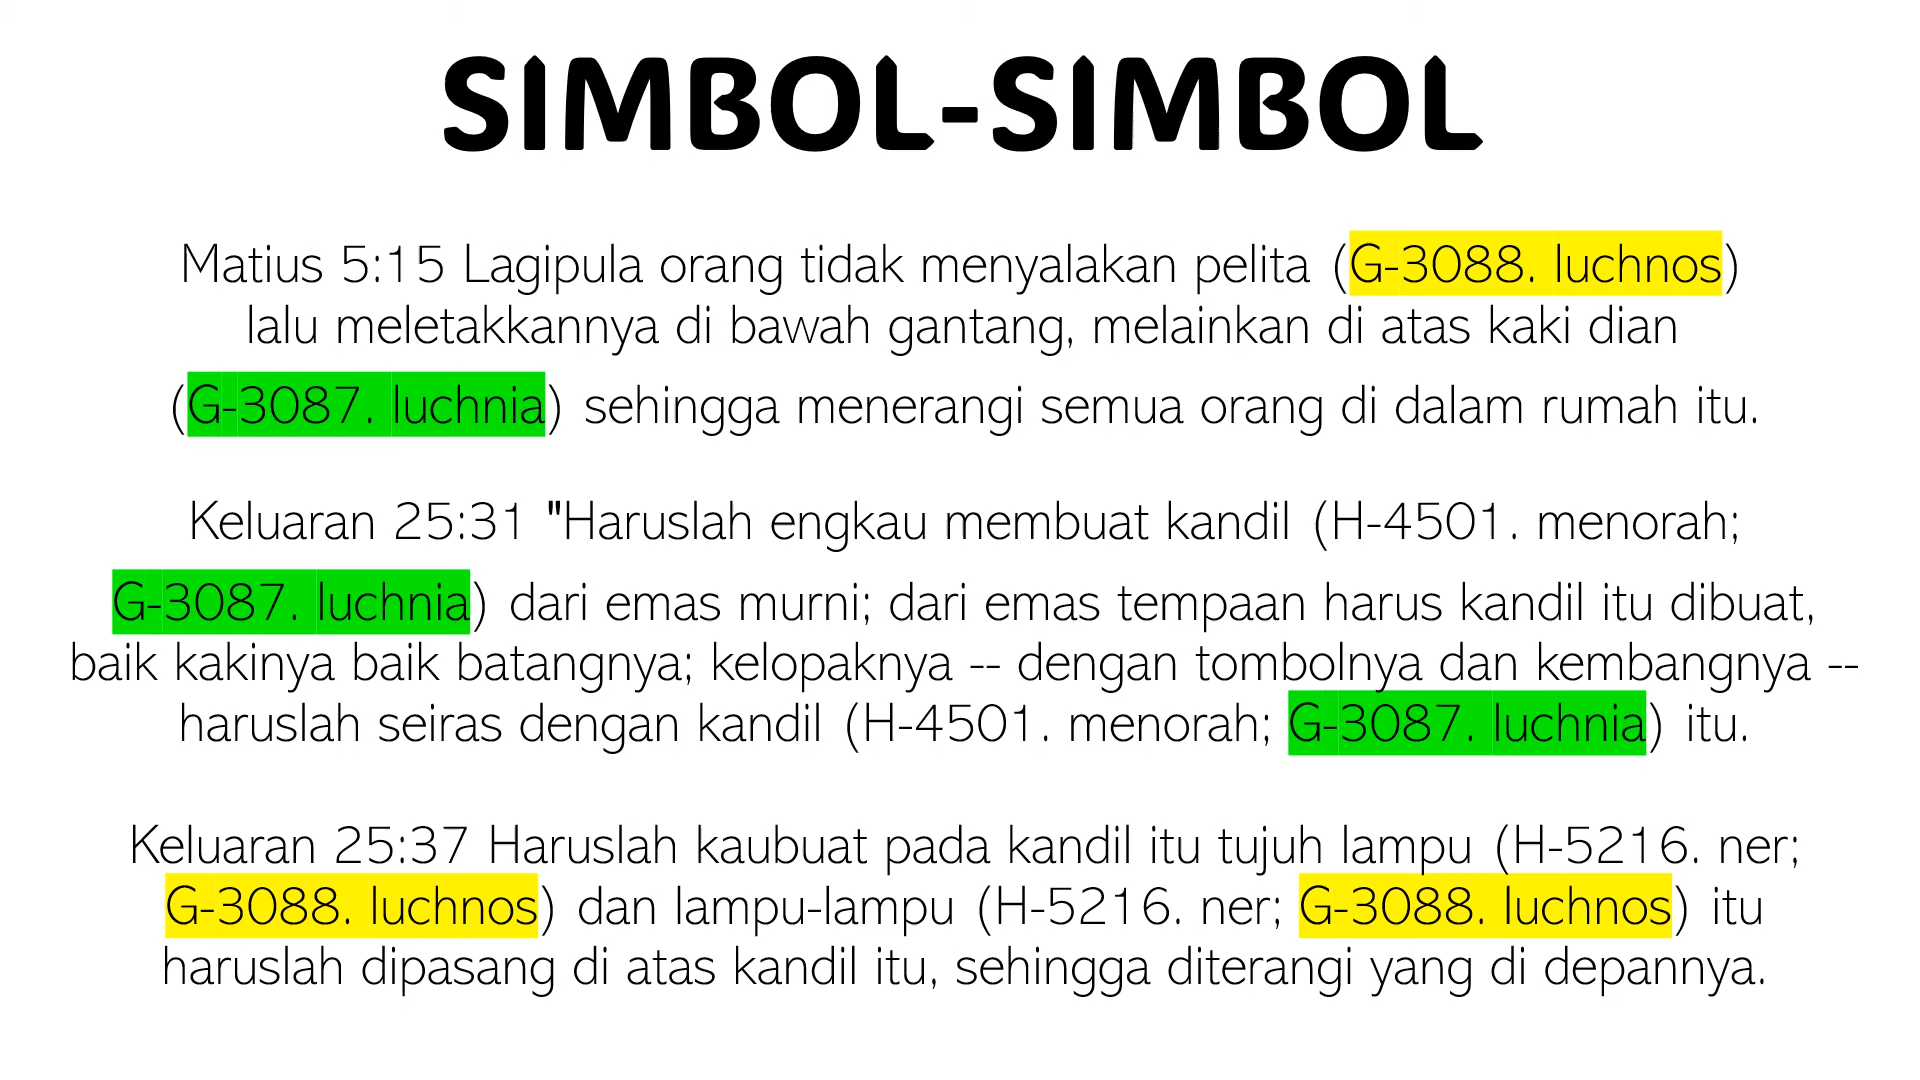 SIMBOL-SIMBOL
Matius 5:15 Lagipula orang tidak menyalakan pelita (G-3088. luchnos)
lalu meletakkannya di bawah gantang, melainkan di atas kaki dian
(G-3087. luchnia) sehingga menerangi semua orang di dalam rumah itu.
Keluaran 25:31 "Haruslah engkau membuat kandil (H-4501. menorah;
G-3087. luchnia) dari emas murni; dari emas tempaan harus kandil itu dibuat,
baik kakinya baik batangnya; kelopaknya -- dengan tombolnya dan kembangnya --
haruslah seiras dengan kandil (H-4501. menorah; G-3087. luchnia) itu.
Keluaran 25:37 Haruslah kaubuat pada kandil itu tujuh lampu (H-5216. ner;
G-3088. luchnos) dan lampu-lampu (H-5216. ner; G-3088. luchnos) itu
haruslah dipasang di atas kandil itu, sehingga diterangi yang di depannya.